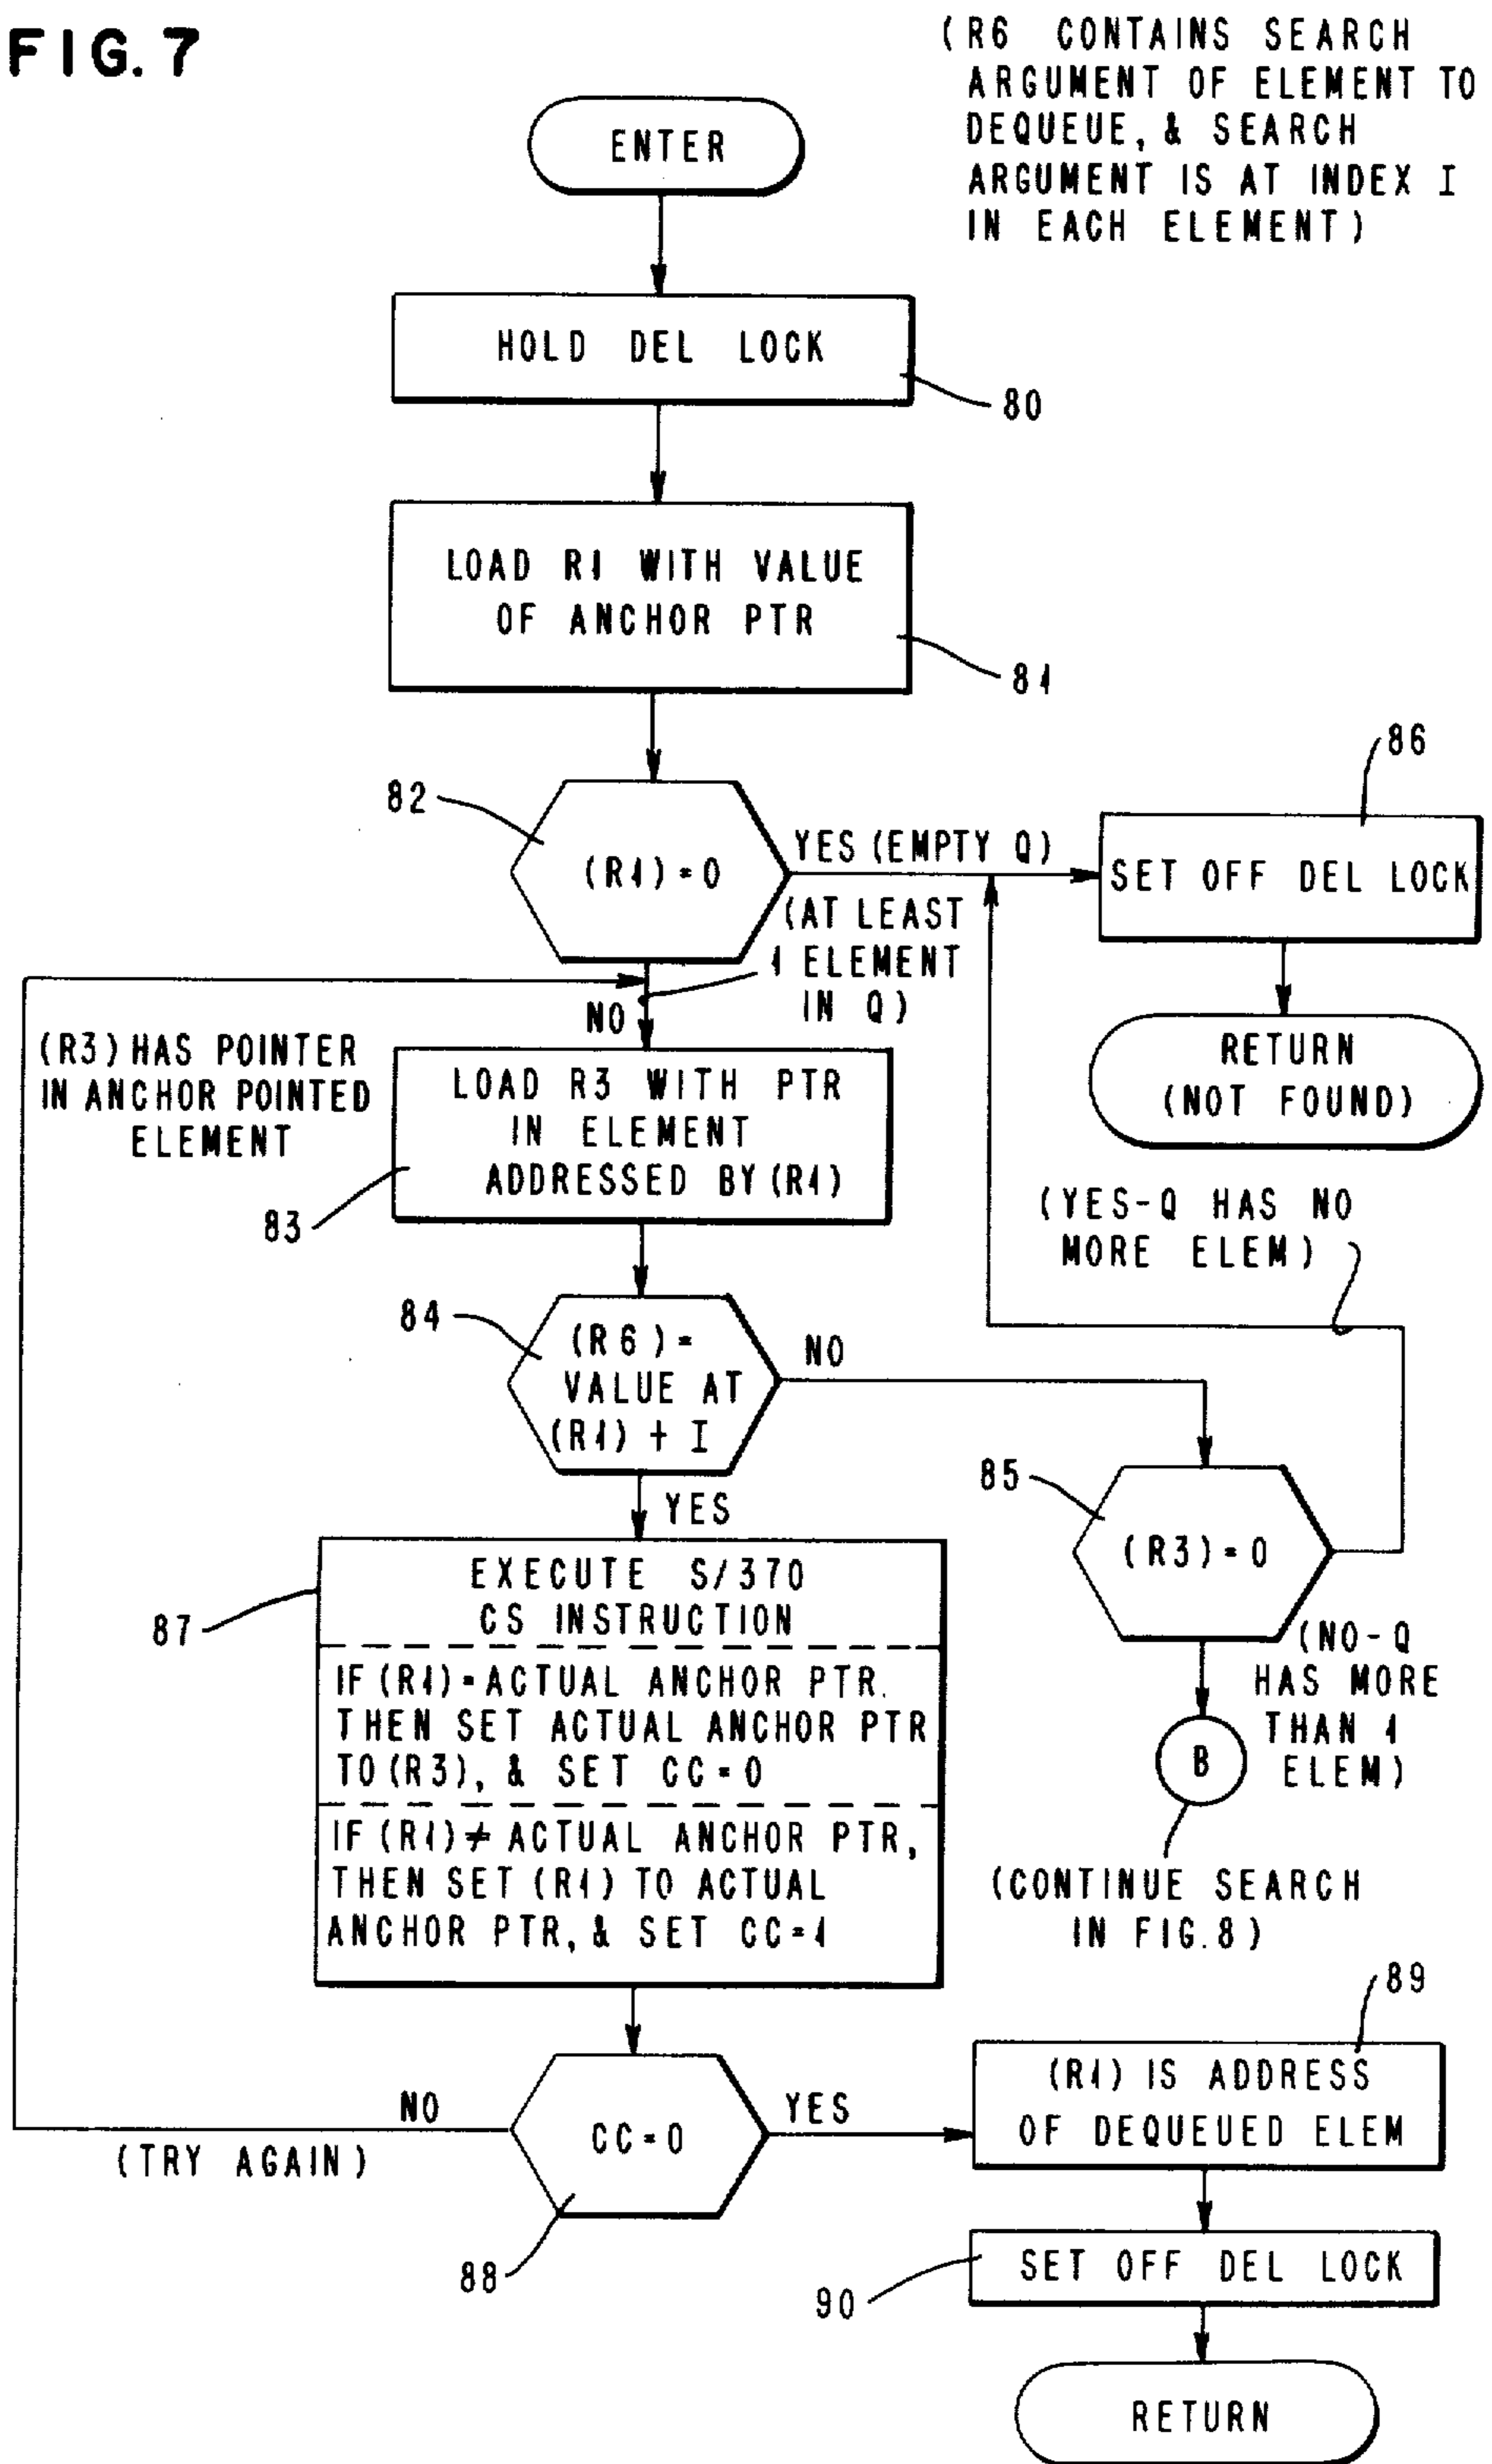 FIG. 7
(R6 CONTAINS SEARCH
ARGUMENT OF ELEMENT TO
DEQUEUE, & SEARCH
ARGUMENT IS AT INDEX I
IN EACH ELEMENT)
ENTER
HOLD DEL LOCK
80
LOAD R1 WITH VALUE
OF ANCHOR PTR
81
82
(R1)=0
YES (EMPTY Q)
86
SET OFF DEL LOCK
(AT LEAST
1 ELEMENT
IN Q)
NO
RETURN
(NOT FOUND)
(R3) HAS POINTER
IN ANCHOR POINTED
ELEMENT
LOAD R3 WITH PTR
IN ELEMENT
ADDRESSED BY (R1)
83
(YES-Q HAS NO
MORE ELEM)
84
(R6)=
VALUE AT
(R1) + I
NO
YES
85
(R3)=0
(NO-Q
HAS MORE
THAN 1
ELEM)
B
(CONTINUE SEARCH
IN FIG.8)
87
EXECUTE S/370
CS INSTRUCTION
IF (R1)=ACTUAL ANCHOR PTR.
THEN SET ACTUAL ANCHOR PTR
TO (R3), & SET CC=0
IF (R1)≠ACTUAL ANCHOR PTR,
THEN SET (R1) TO ACTUAL
ANCHOR PTR, & SET CC=1
88
CC=0
NO
(TRY AGAIN)
YES
89
(R1) IS ADDRESS
OF DEQUEUED ELEM
90
SET OFF DEL LOCK
RETURN